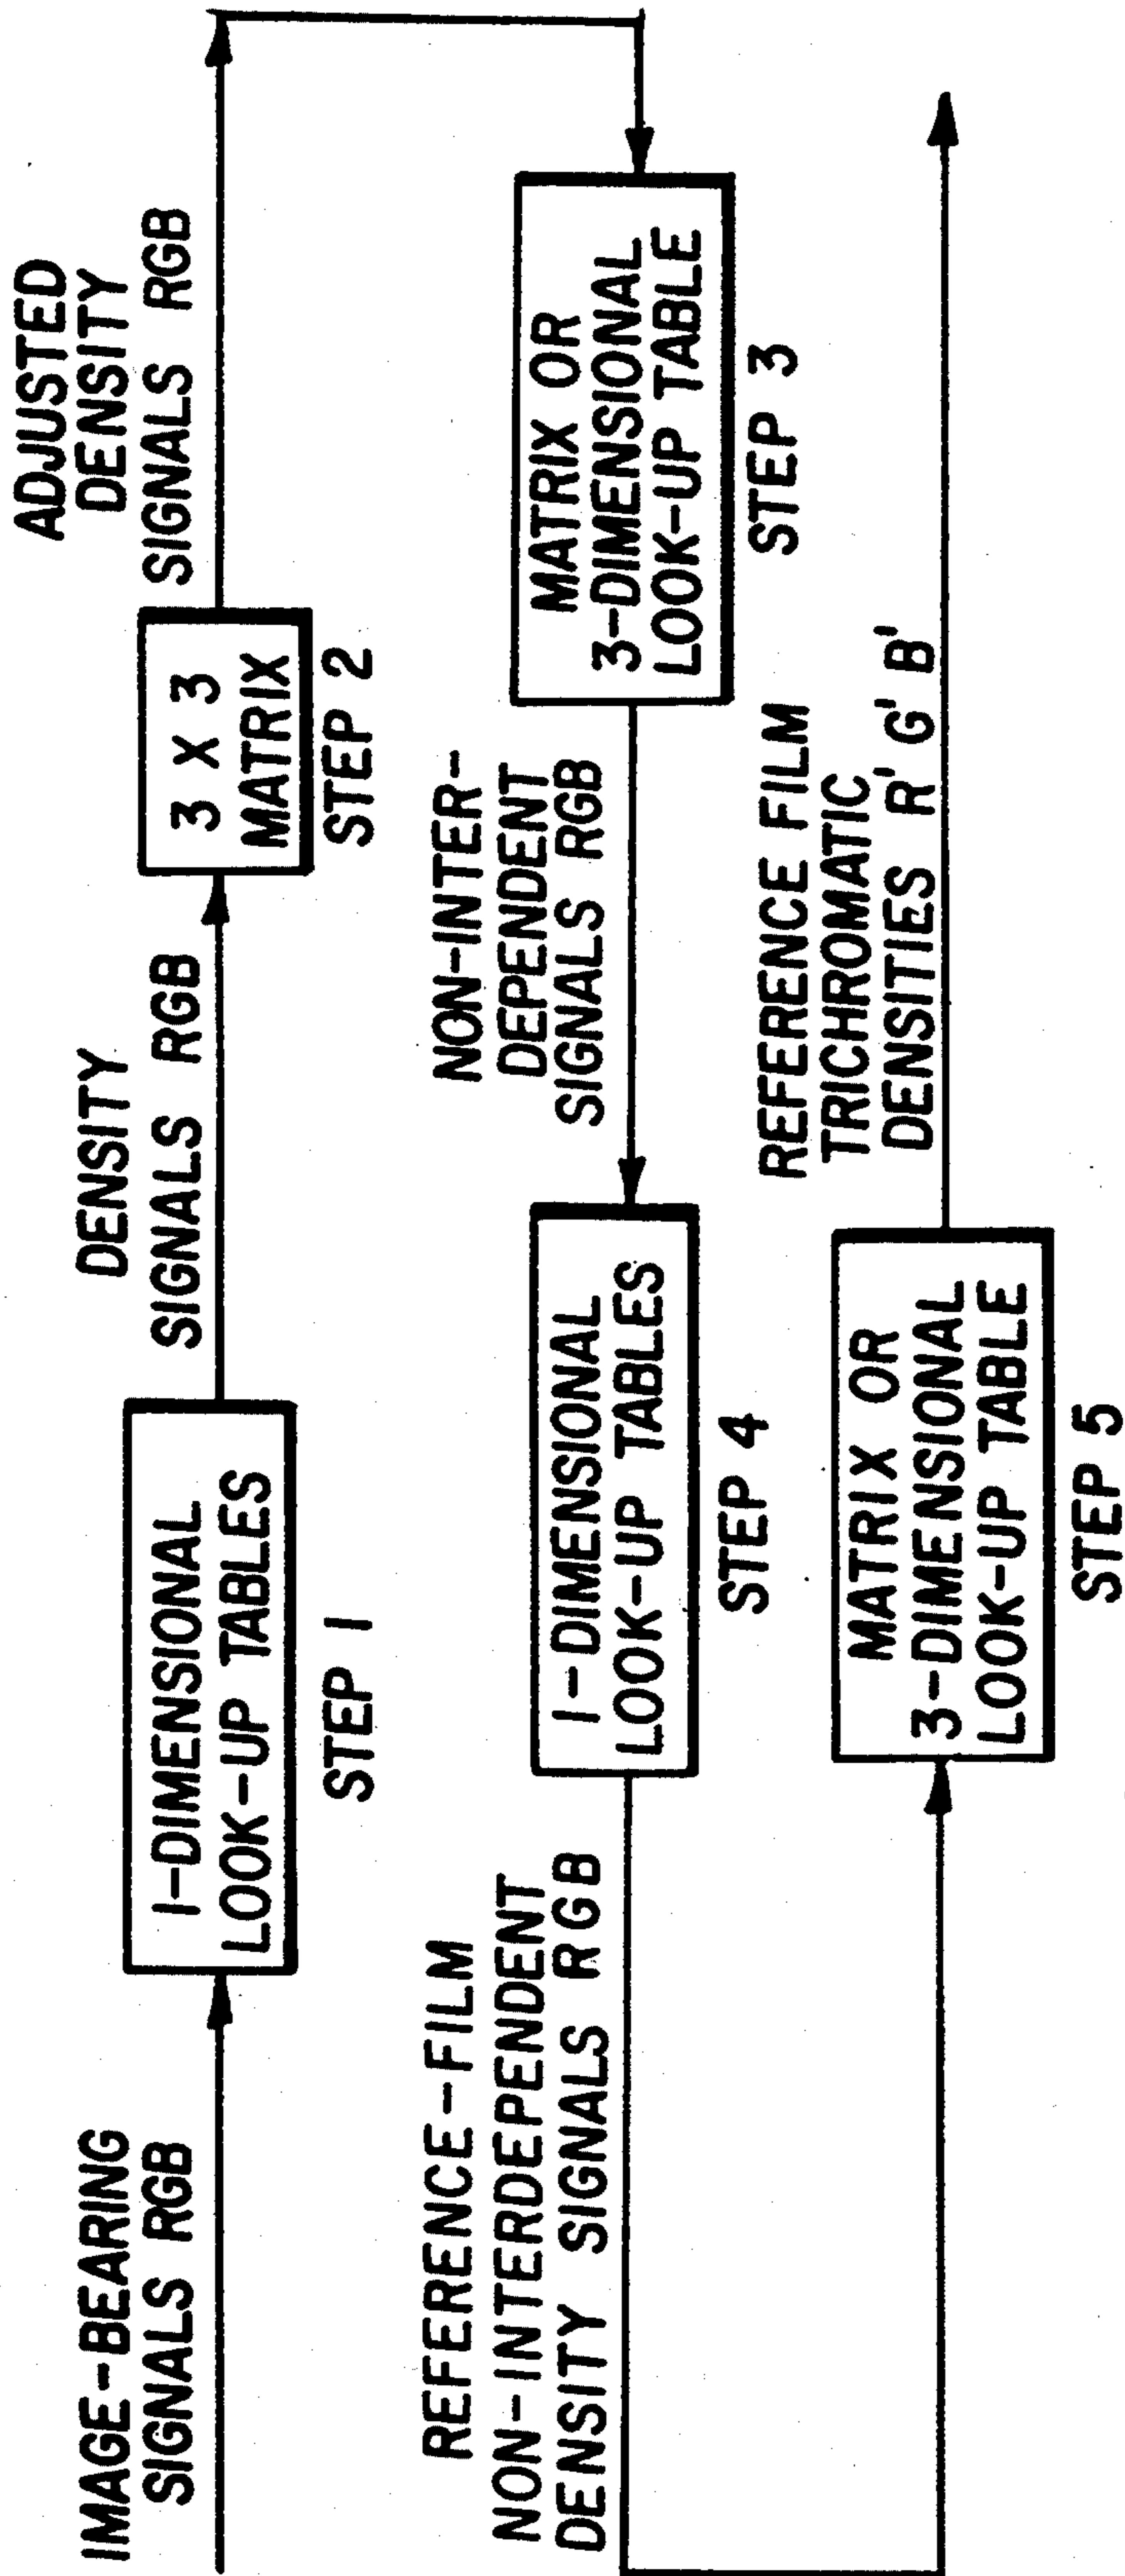 IMAGE-BEARING
SIGNALS RGB
1-DIMENSIONAL
LOOK-UP TABLES
STEP 1
DENSITY
SIGNALS RGB
3 X 3
MATRIX
STEP 2
ADJUSTED
DENSITY
SIGNALS RGB
MATRIX OR
3-DIMENSIONAL
LOOK-UP TABLE
STEP 3
NON-INTER-
DEPENDENT
SIGNALS RGB
1-DIMENSIONAL
LOOK-UP TABLES
STEP 4
REFERENCE-FILM
NON-INTERDEPENDENT
DENSITY SIGNALS RGB
MATRIX OR
3-DIMENSIONAL
LOOK-UP TABLE
STEP 5
REFERENCE FILM
TRICHROMATIC
DENSITIES R' G' B'